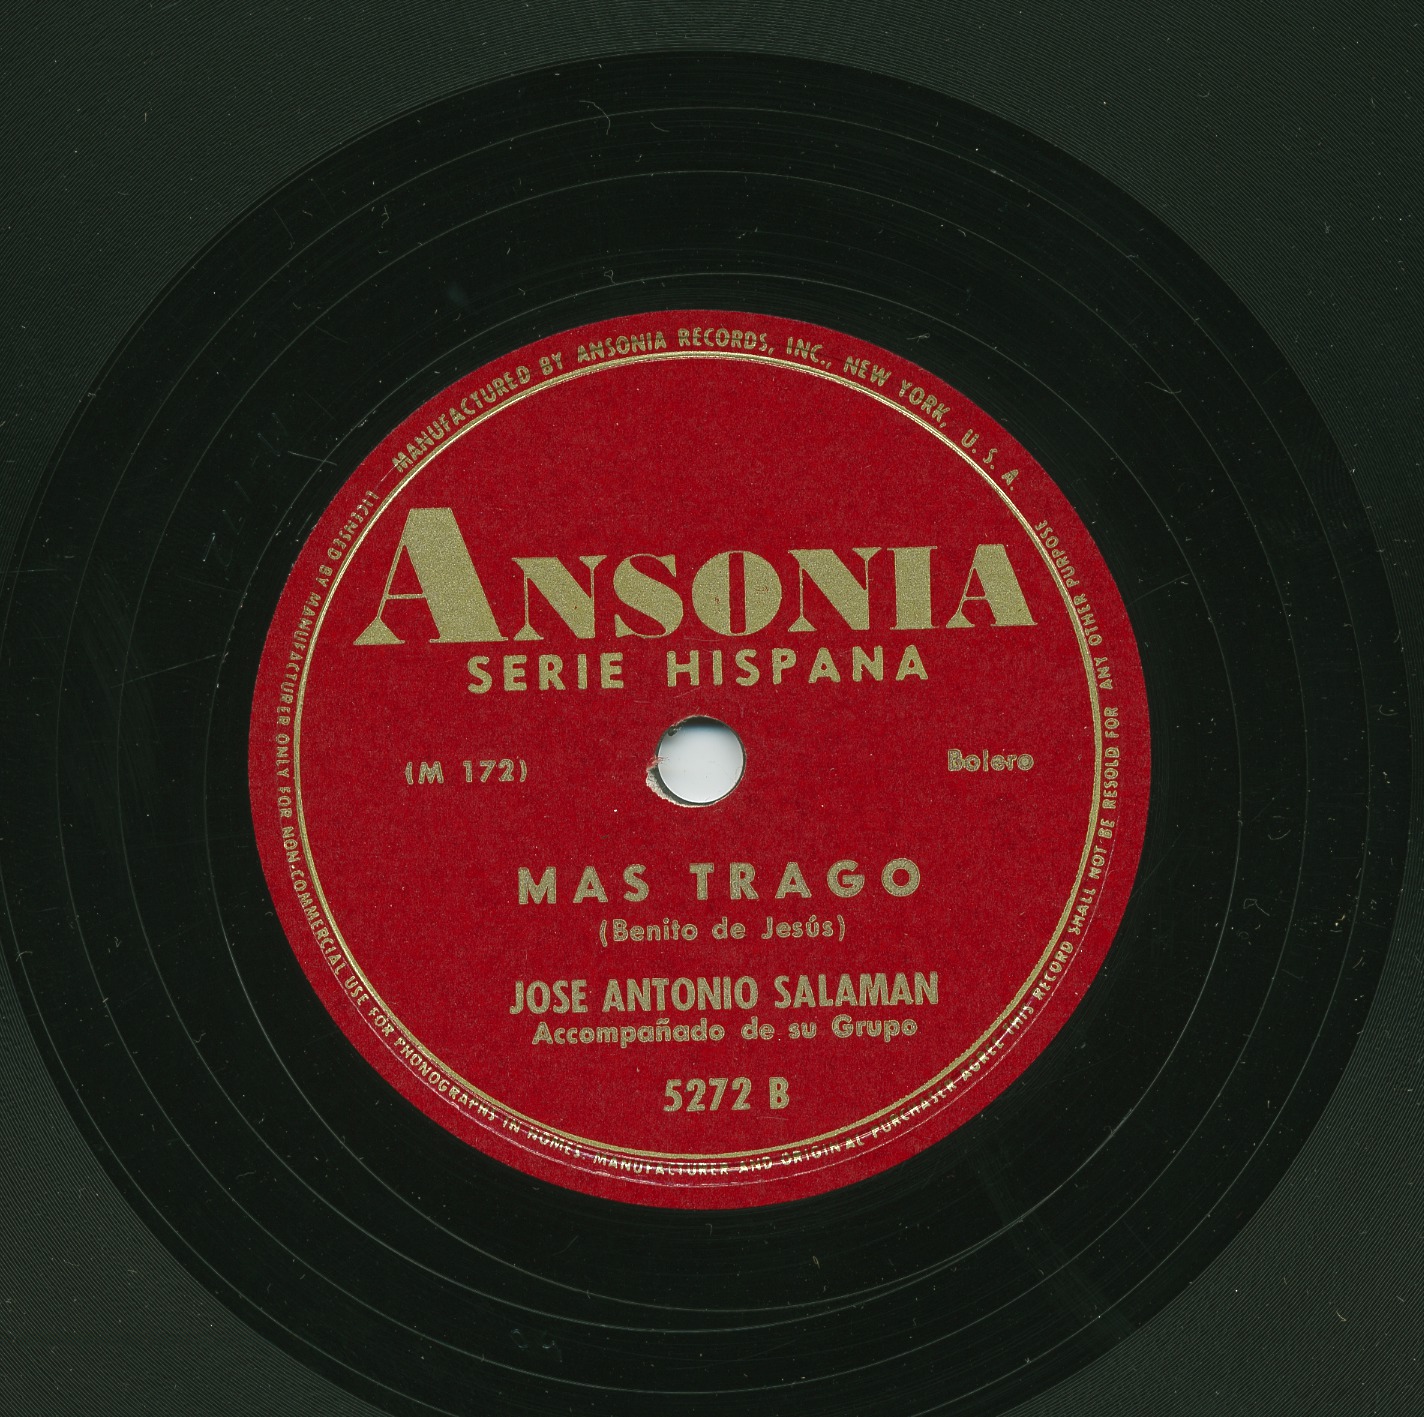 MANUFACTURED BY ANSONIA RECORDS, INC., NEW YORK, U. S. A.
ANSONIA
SERIE HISPANA
(M 172)
Bolero
MAS TRAGO
(Benito de Jesús)
JOSE ANTONIO SALAMAN
Accompañado de su Grupo
5272 B
LICENSED BY MANUFACTURER ONLY FOR NON-COMMERCIAL USE FOR PHONOGRAPHS IN HOMES. MANUFACTURER AND ORIGINAL PURCHASER AGREE THIS RECORD SHALL NOT BE RESOLD FOR ANY OTHER PURPOSE